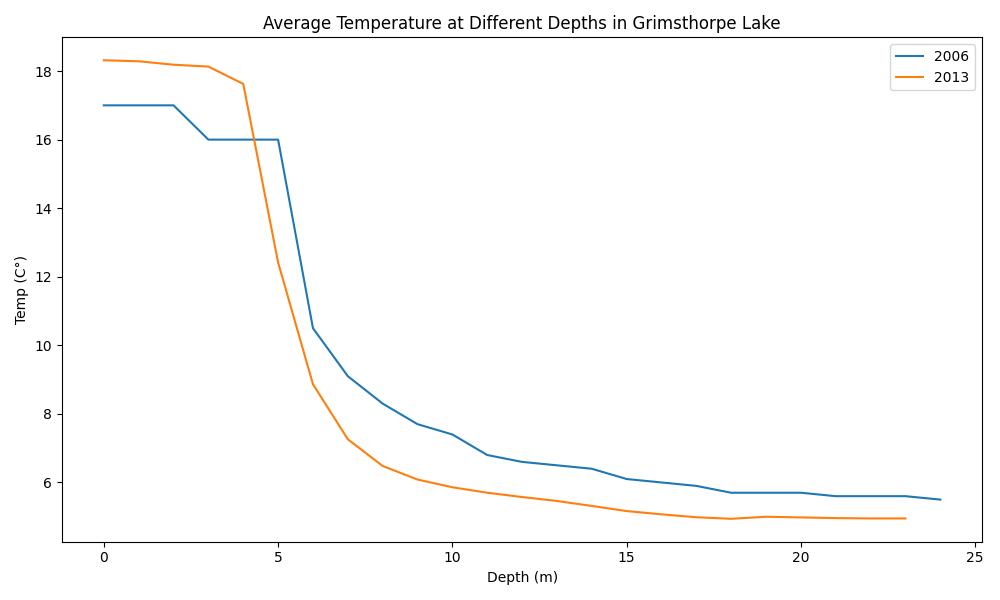 Average Temperature at Different Depths in Grimsthorpe Lake
2006
2013
18
16
14
12
10
8
6
Temp (C°)
0 5 10 15 20 25
Depth (m)